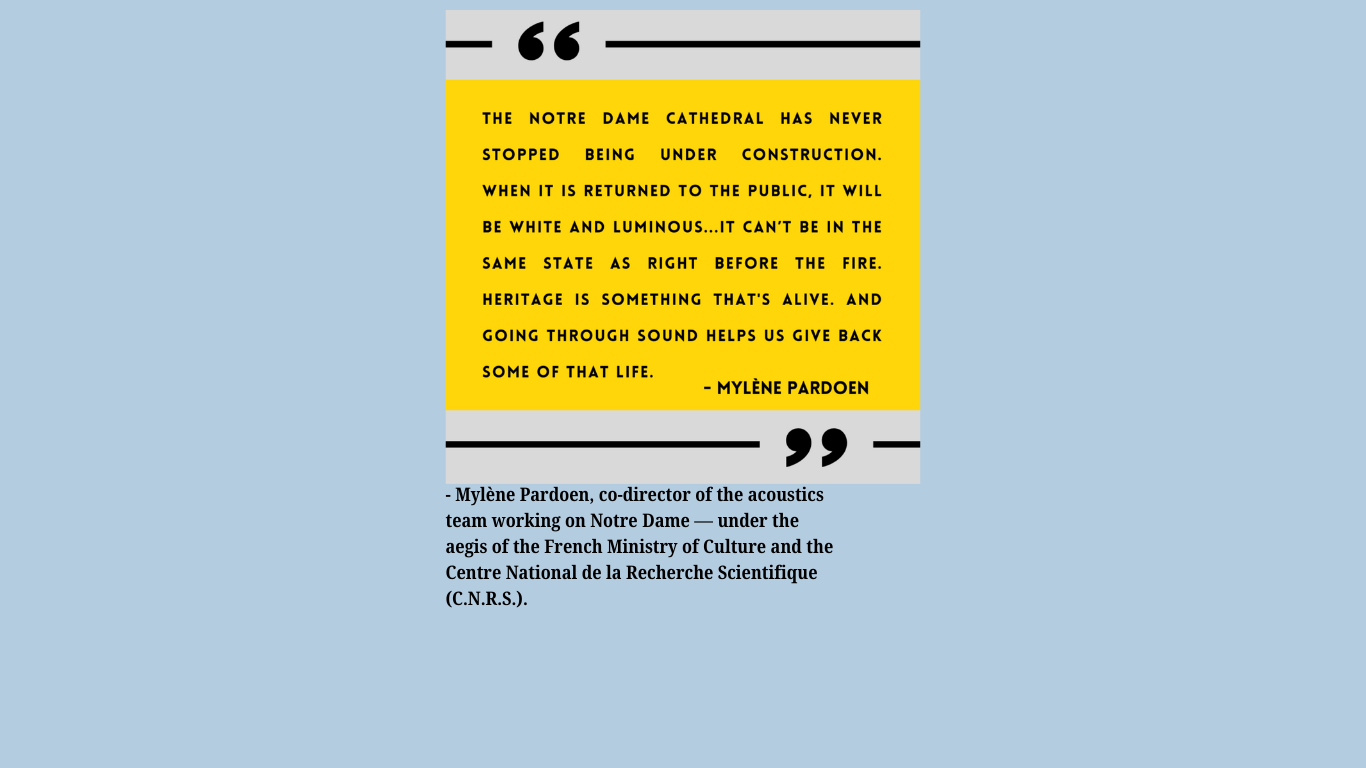 “
THE NOTRE DAME CATHEDRAL HAS NEVER
STOPPED BEING UNDER CONSTRUCTION.
WHEN IT IS RETURNED TO THE PUBLIC, IT WILL
BE WHITE AND LUMINOUS...IT CAN'T BE IN THE
SAME STATE AS RIGHT BEFORE THE FIRE.
HERITAGE IS SOMETHING THAT'S ALIVE. AND
GOING THROUGH SOUND HELPS US GIVE BACK
SOME OF THAT LIFE.
- MYLÈNE PARDOEN
”
- Mylène Pardoen, co-director of the acoustics
team working on Notre Dame — under the
aegis of the French Ministry of Culture and the
Centre National de la Recherche Scientifique
(C.N.R.S.).